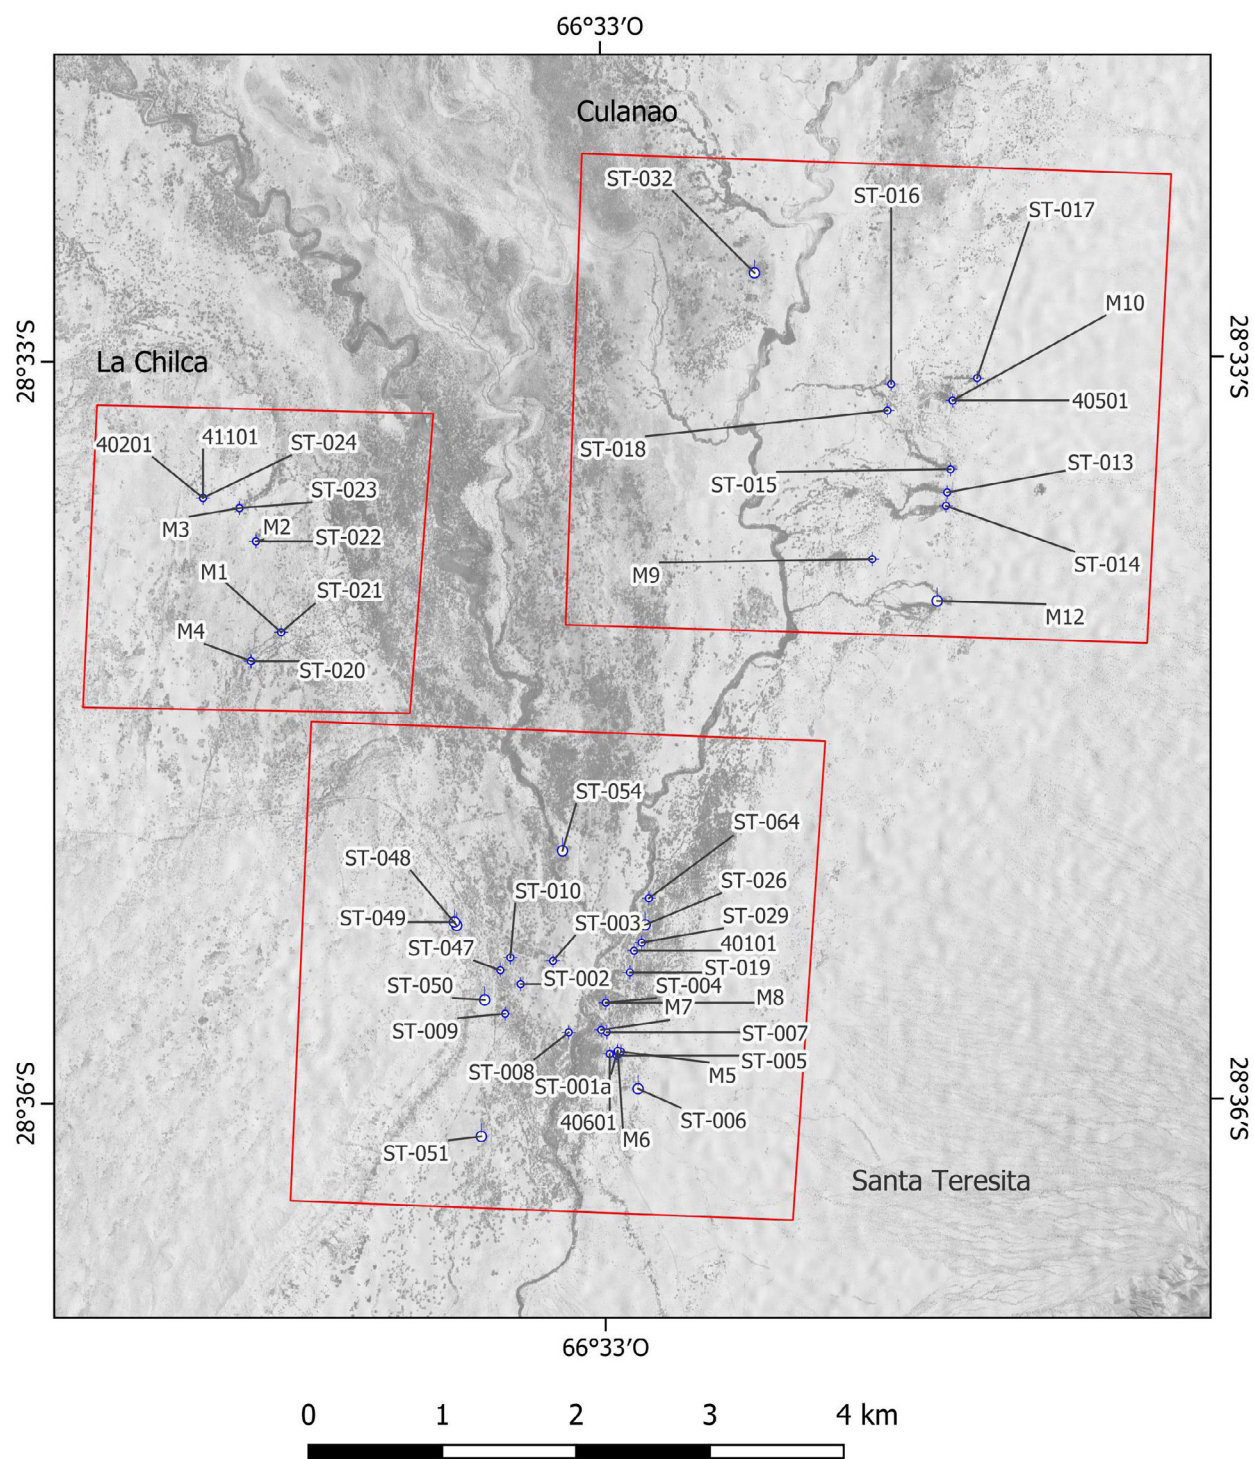 66°33'O
Culanao
ST-032
ST-016
ST-017
M10
28°33'S
28°33'S
La Chilca
40501
40201
41101
ST-024
ST-018
ST-013
ST-015
ST-023
M3
M2
ST-022
ST-014
M9
M1
ST-021
M12
M4
ST-020
ST-054
ST-064
ST-048
ST-026
ST-010
ST-049
ST-003
ST-029
ST-047
40101
ST-019
ST-002
ST-050
ST-004
M8
M7
ST-009
ST-007
ST-005
ST-008
M5
ST-001a
28°36'S
28°36'S
40601
ST-006
M6
ST-051
Santa Teresita
66°33'O
0 1 2 3 4 km